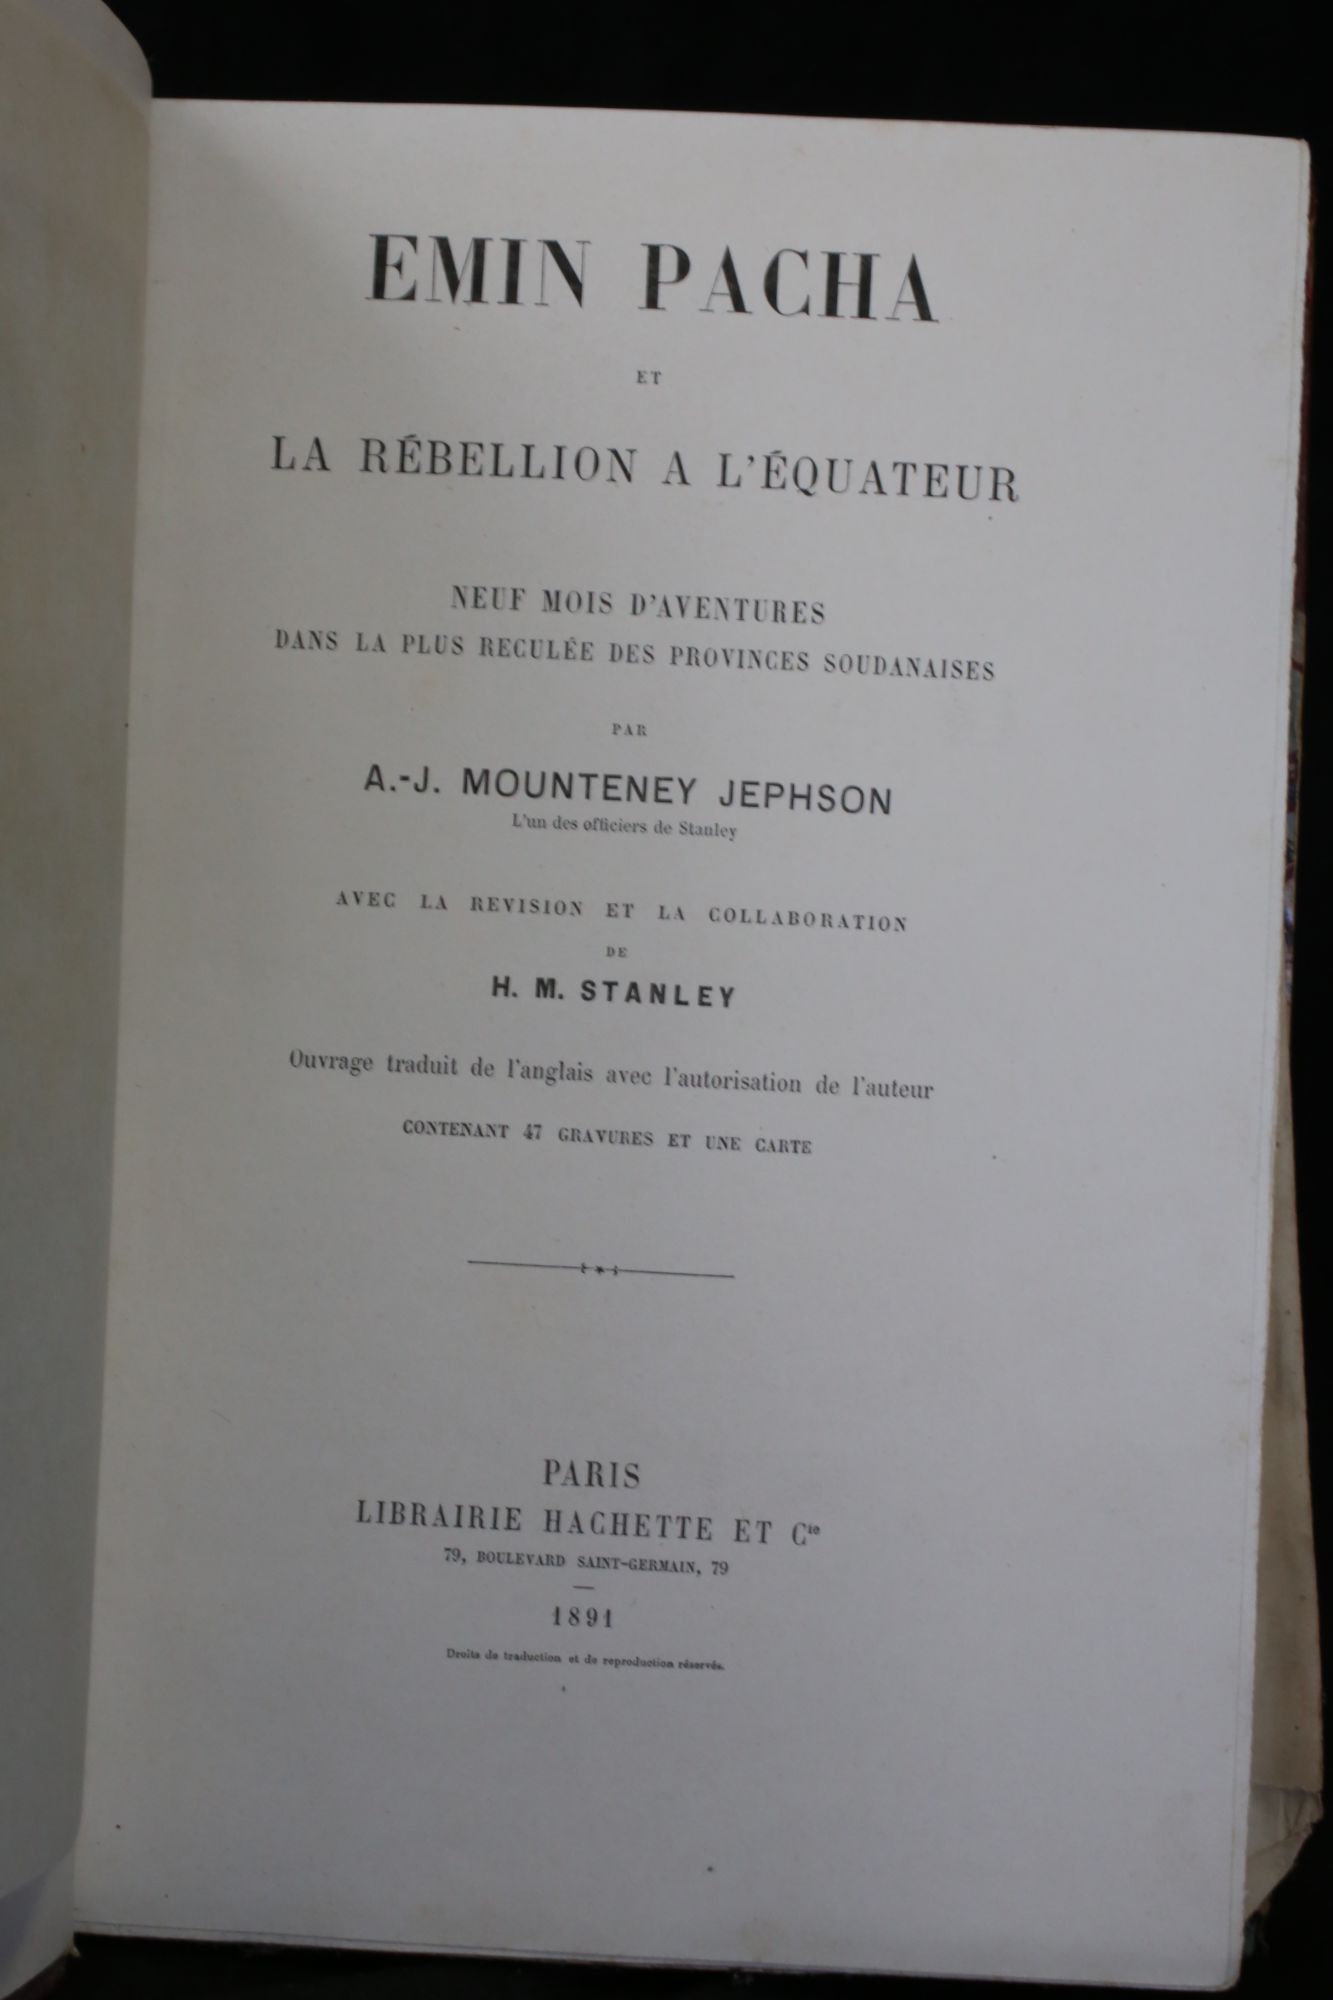 EMIN PACHA
ET
LA RÉBELLION A L'ÉQUATEUR
NEUF MOIS D'AVENTURES
DANS LA PLUS RECULÉE DES PROVINCES SOUDANAISES
PAR
A.-J. MOUNTENEY JEPHSON
L'un des officiers de Stanley
AVEC LA REVISION ET LA COLLABORATION
DE
H. M. STANLEY
Ouvrage traduit de l'anglais avec l'autorisation de l'auteur
CONTENANT 47 GRAVURES ET UNE CARTE
PARIS
LIBRAIRIE HACHETTE ET Cie
79, BOULEVARD SAINT-GERMAIN, 79
1891
Droits de traduction et de reproduction réservés.